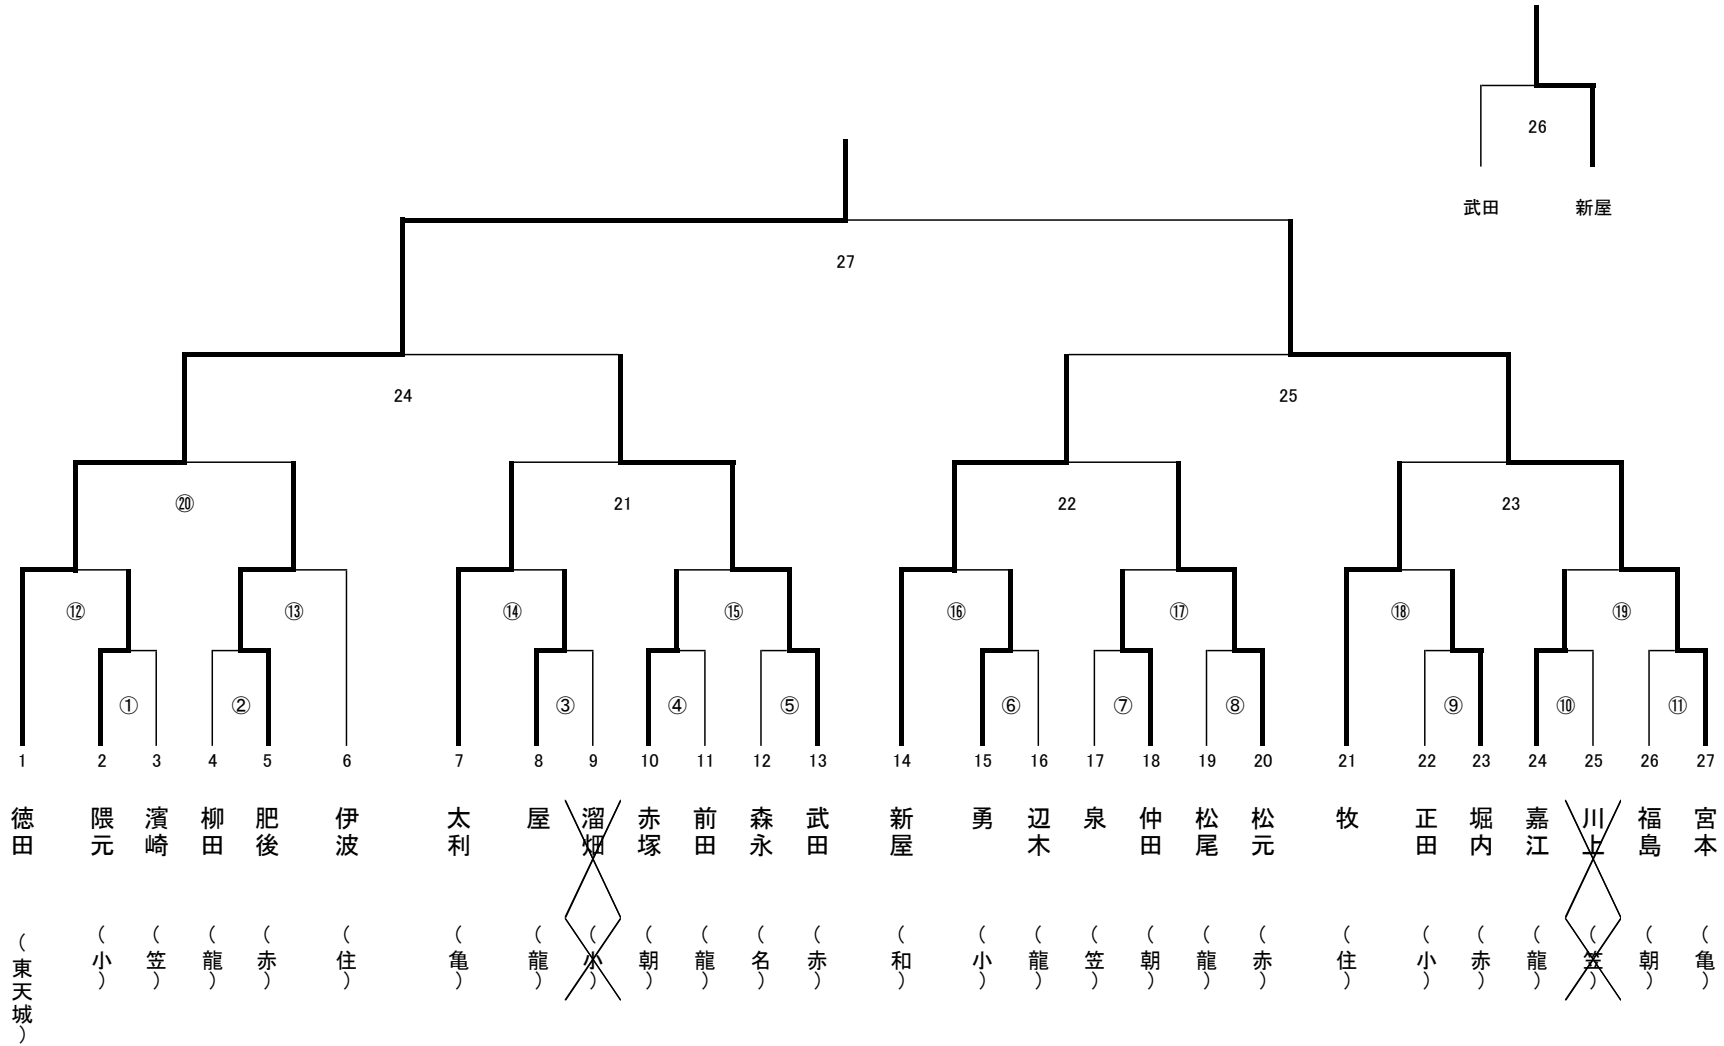 26
武田 新屋
27
24 25
⑳ 21 22 23
⑫ ⑬ ⑭ ⑮ ⑯ ⑰ ⑱ ⑲
① ② ③ ④ ⑤ ⑥ ⑦ ⑧ ⑨ ⑩ ⑪
1 2 3 4 5 6 7 8 9 10 11 12 13 14 15 16 17 18 19 20 21 22 23 24 25 26 27
徳田 隈元 濱崎 柳田 肥後 伊波 太利 屋 溜畑 赤塚 前田 森永 武田 新屋 勇 辺木 泉 仲田 松尾 松元 牧 正田 堀内 嘉江 川上 福島 宮本
(東天城) (小) (笠) (龍) (赤) (住) (亀) (龍) (小) (朝) (龍) (名) (赤) (和) (小) (龍) (笠) (朝) (龍) (赤) (住) (小) (赤) (龍) (笠) (朝) (亀)